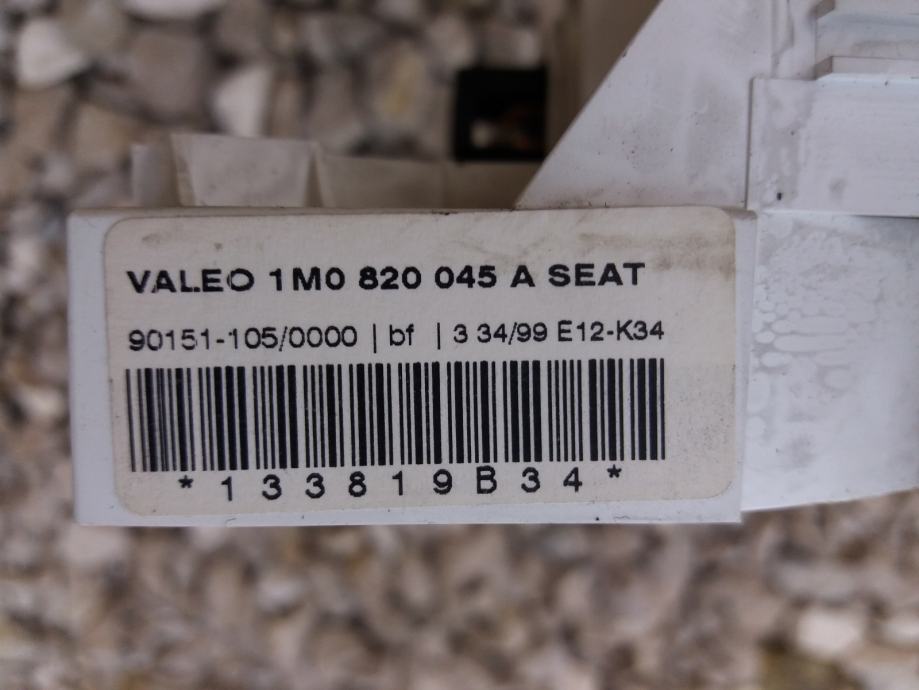 VALEO 1M0 820 045 A SEAT
90151-105/0000 | bf | 3 34/99 E12-K34
*133819B34*